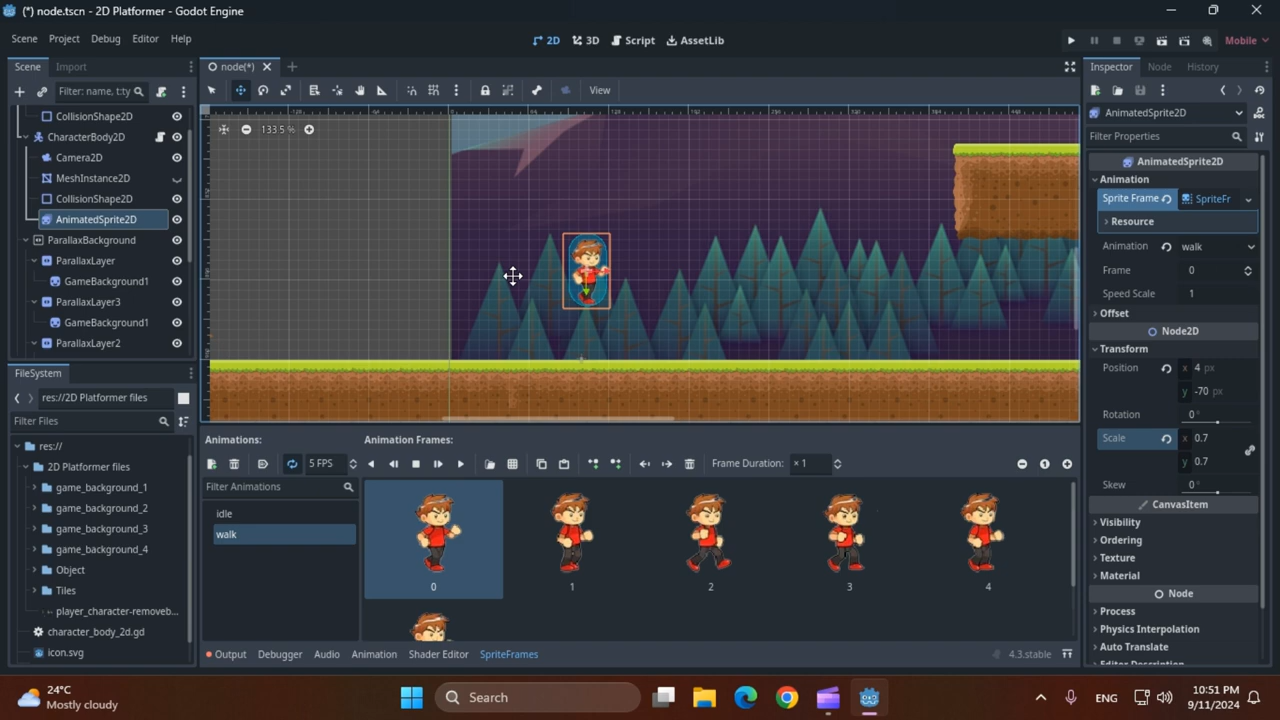 (*) node.tscn - 2D Platformer - Godot Engine
Scene Project Debug Editor Help
2D 3D Script AssetLib
Mobile
Scene Import
node(*)
Inspector Node History
Filter: name, t:ty
View
CollisionShape2D
CharacterBody2D
Camera2D
MeshInstance2D
CollisionShape2D
AnimatedSprite2D
ParallaxBackground
ParallaxLayer
GameBackground1
ParallaxLayer3
GameBackground1
ParallaxLayer2
133.5 %
AnimatedSprite2D
Filter Properties
AnimatedSprite2D
Animation
Sprite Frame SpriteFr
Resource
Animation walk
Frame 0
Speed Scale 1
Offset
Node2D
Transform
Position x 4 px
y -70 px
Rotation 0°
Scale x 0.7
y 0.7
Skew 0°
CanvasItem
Visibility
Ordering
Texture
Material
Node
Process
Physics Interpolation
Auto Translate
Editor Description
FileSystem
res://2D Platformer files
Filter Files
res://
2D Platformer files
game_background_1
game_background_2
game_background_3
game_background_4
Object
Tiles
player_character-removeb...
character_body_2d.gd
icon.svg
Animations: Animation Frames:
5 FPS
Frame Duration: × 1
Filter Animations
idle
walk
0 1 2 3 4
Output Debugger Audio Animation Shader Editor SpriteFrames
4.3.stable
24°C
Mostly cloudy
Search
ENG
10:51 PM
9/11/2024